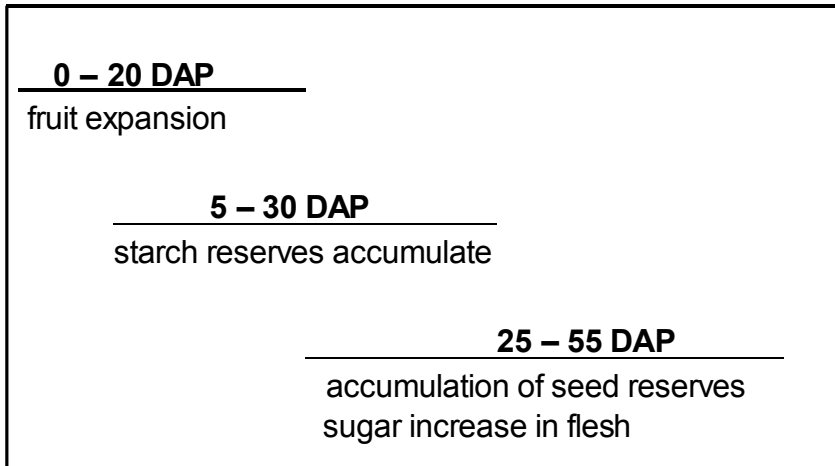 0 – 20 DAP
fruit expansion
5 – 30 DAP
starch reserves accumulate
25 – 55 DAP
accumulation of seed reserves
sugar increase in flesh